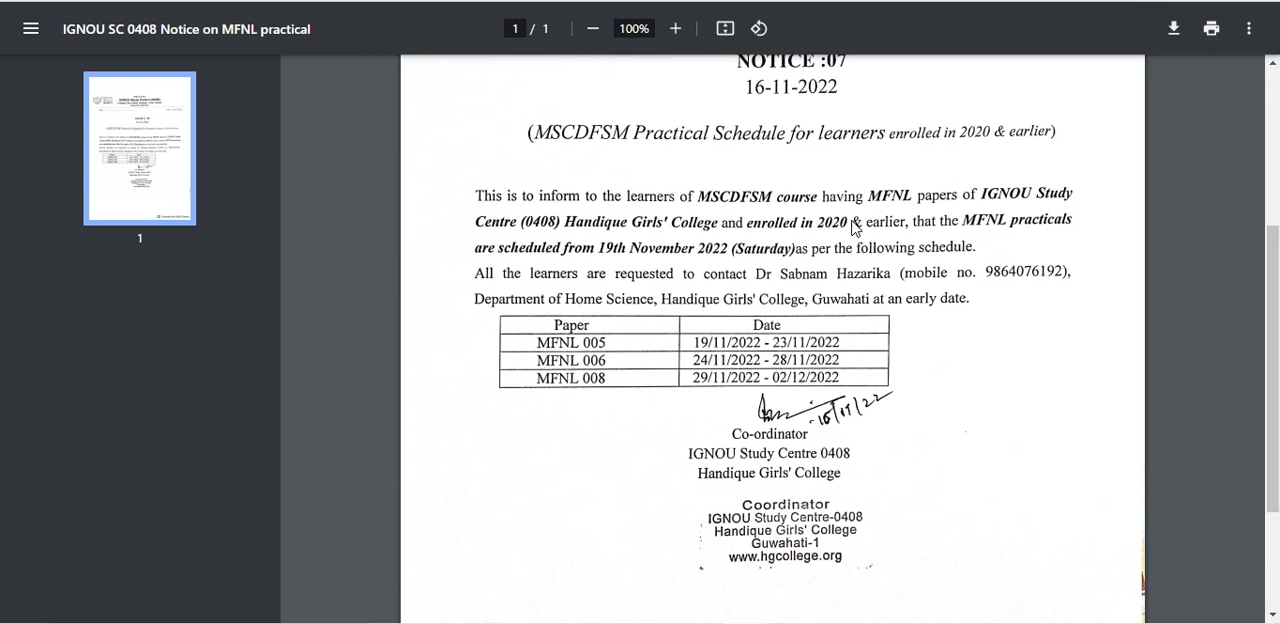 IGNOU SC 0408 Notice on MFNL practical
1 / 1
100%
1
NOTICE :07
16-11-2022
(MSCDFSM Practical Schedule for learners enrolled in 2020 & earlier)
This is to inform to the learners of MSCDFSM course having MFNL papers of IGNOU Study
Centre (0408) Handique Girls' College and enrolled in 2020 & earlier, that the MFNL practicals
are scheduled from 19th November 2022 (Saturday)as per the following schedule.
All the learners are requested to contact Dr Sabnam Hazarika (mobile no. 9864076192),
Department of Home Science, Handique Girls' College, Guwahati at an early date.
Paper Date
MFNL 005 19/11/2022 - 23/11/2022
MFNL 006 24/11/2022 - 28/11/2022
MFNL 008 29/11/2022 - 02/12/2022
16/11/22
Co-ordinator
IGNOU Study Centre 0408
Handique Girls' College
Coordinator
IGNOU Study Centre-0408
Handique Girls' College
Guwahati-1
www.hgcollege.org